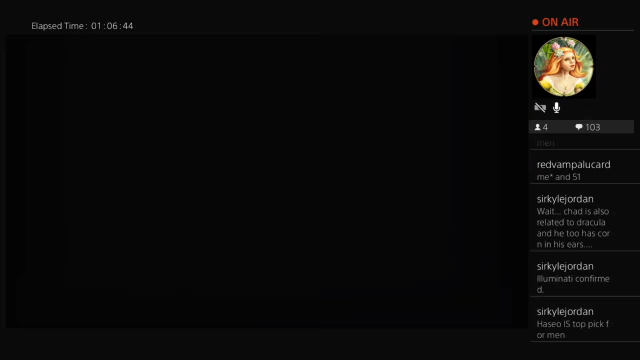 Elapsed Time : 01:06:44
ON AIR
4 103
men
redvampalucard
me* and 51
sirkylejordan
Wait... chad is also
related to dracula
and he too has cor
n in his ears....
sirkylejordan
Illuminati confirme
d.
sirkylejordan
Haseo IS top pick f
or men